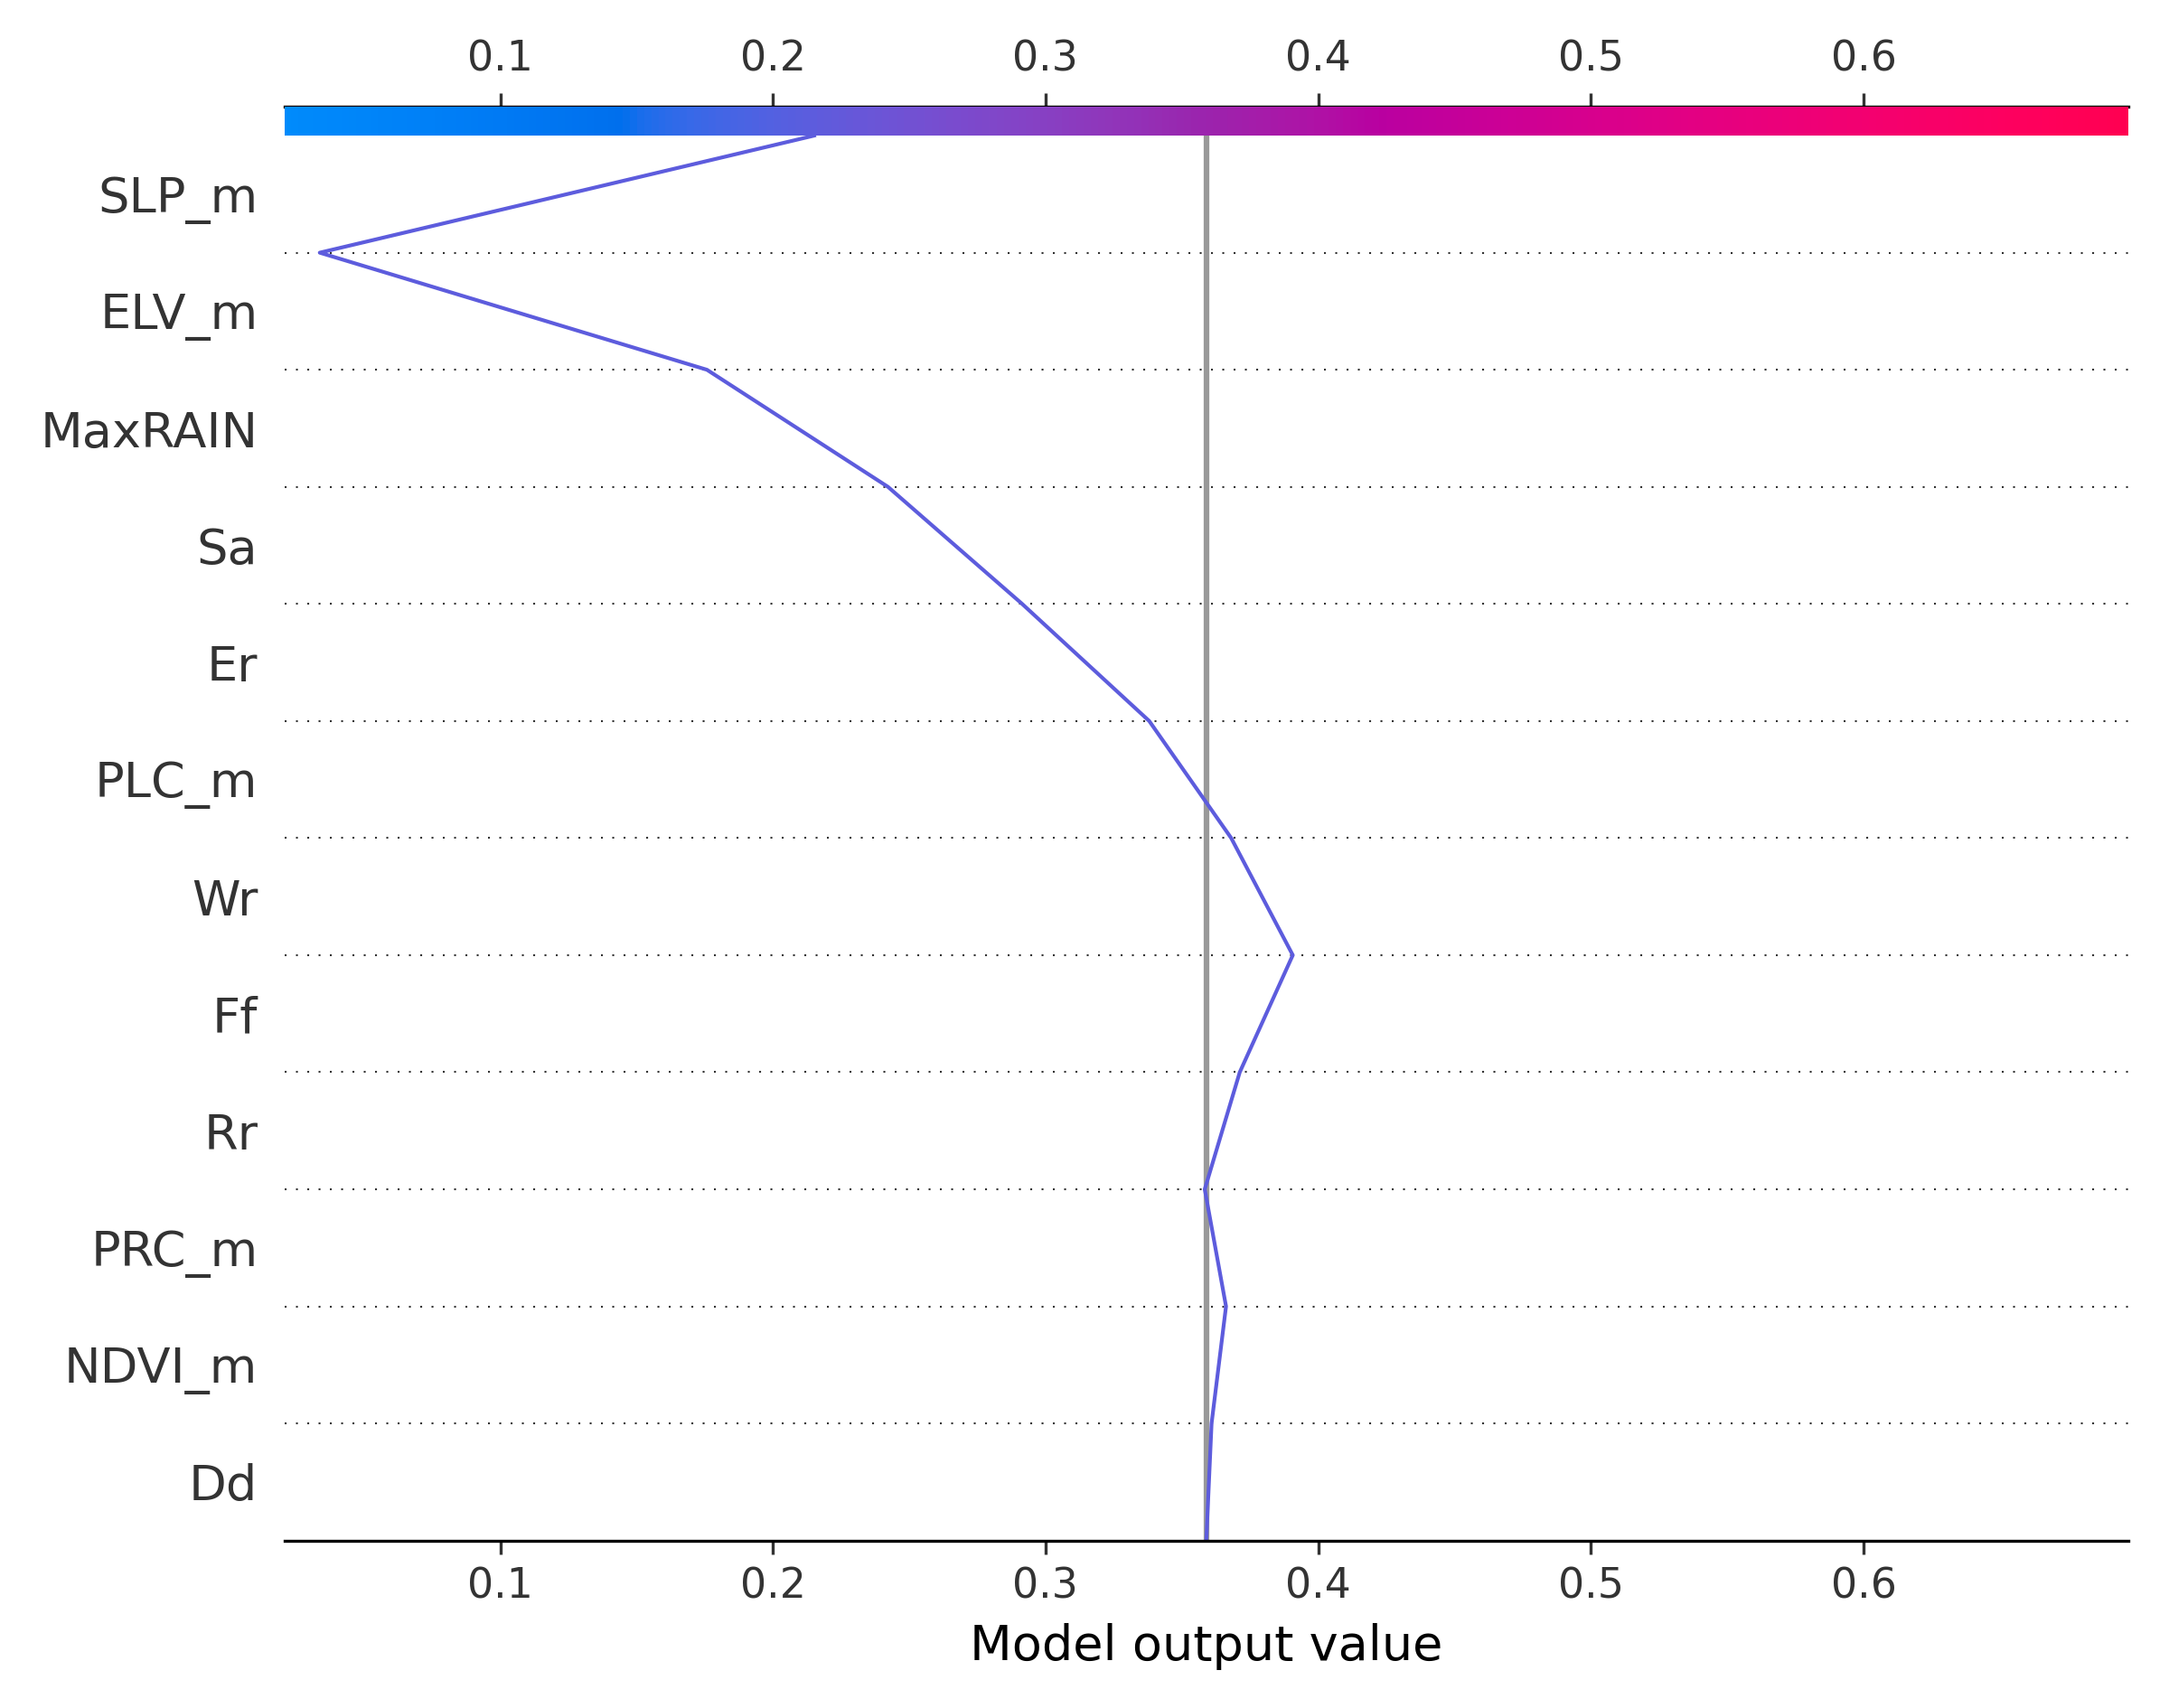 0.1 0.2 0.3 0.4 0.5 0.6
SLP_m
ELV_m
MaxRAIN
Sa
Er
PLC_m
Wr
Ff
Rr
PRC_m
NDVI_m
Dd
0.1 0.2 0.3 0.4 0.5 0.6
Model output value